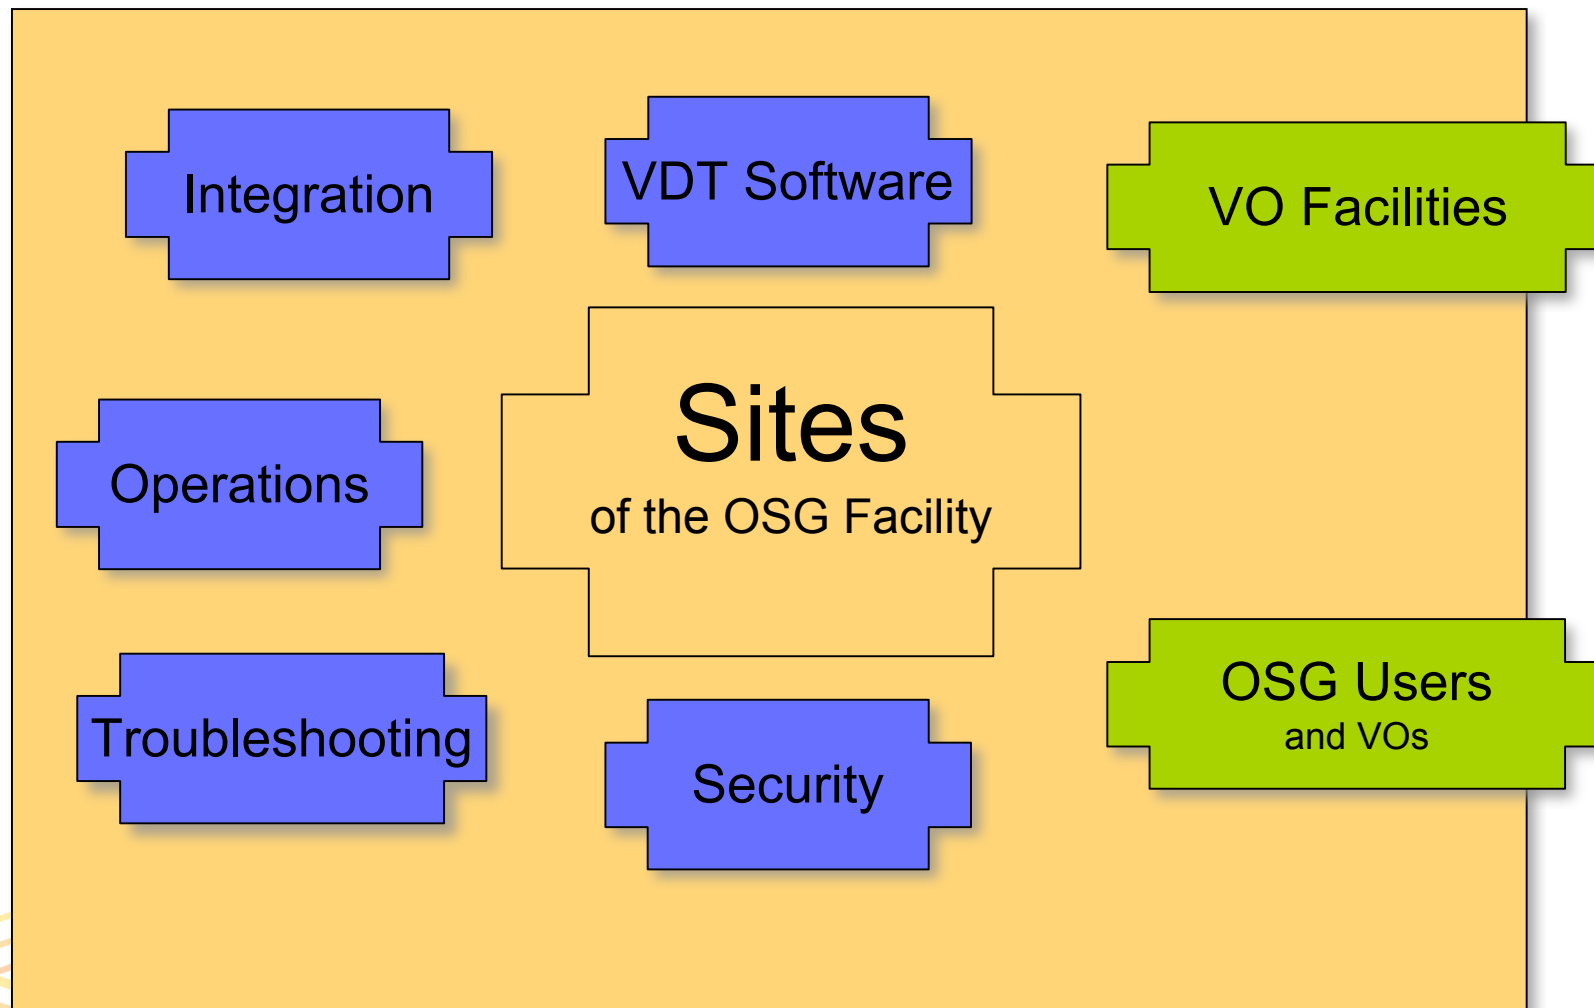 Integration
VDT Software
VO Facilities
Sites
of the OSG Facility
Operations
OSG Users
and VOs
Troubleshooting
Security